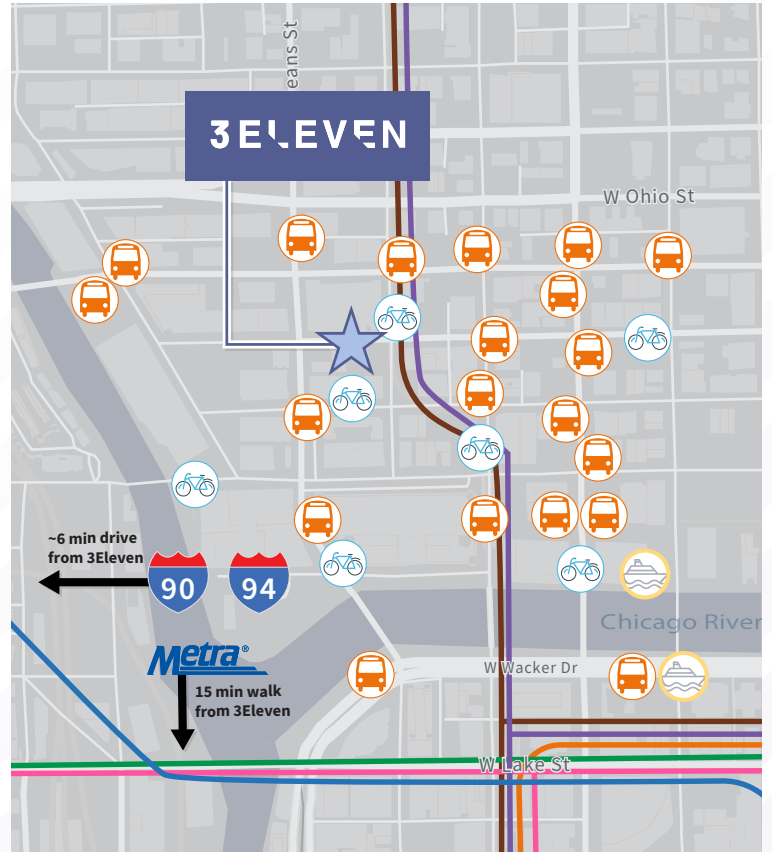 eans St
3ELEVEN
W Ohio St
~6 min drive
from 3Eleven
90
94
Chicago River
Metra®
W Wacker Dr
15 min walk
from 3Eleven
W Lake St